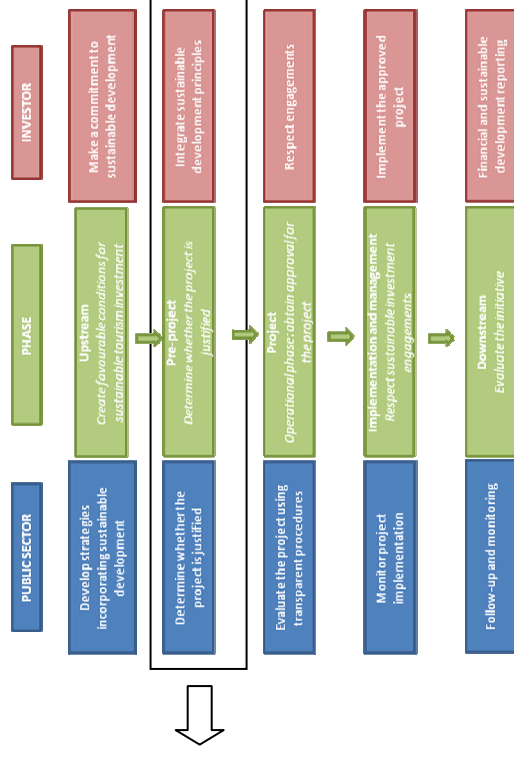 PUBLIC SECTOR
PHASE
INVESTOR
Develop strategies
incorporating sustainable
development
Upstream
Create favourable conditions for
sustainable tourism investment
Make a commitment to
sustainable development
Determine whether the
project is justified
Pre-project
Determine whether the project is
justified
Integrate sustainable
development principles
Evaluate the project using
transparent procedures
Project
Operational phase: obtain approval for
the project
Respect engagements
Monitor project
implementation
Implementation and management
Respect sustainable investment
engagements
Implement the approved
project
Follow-up and monitoring
Downstream
Evaluate the initiative
Financial and sustainable
development reporting